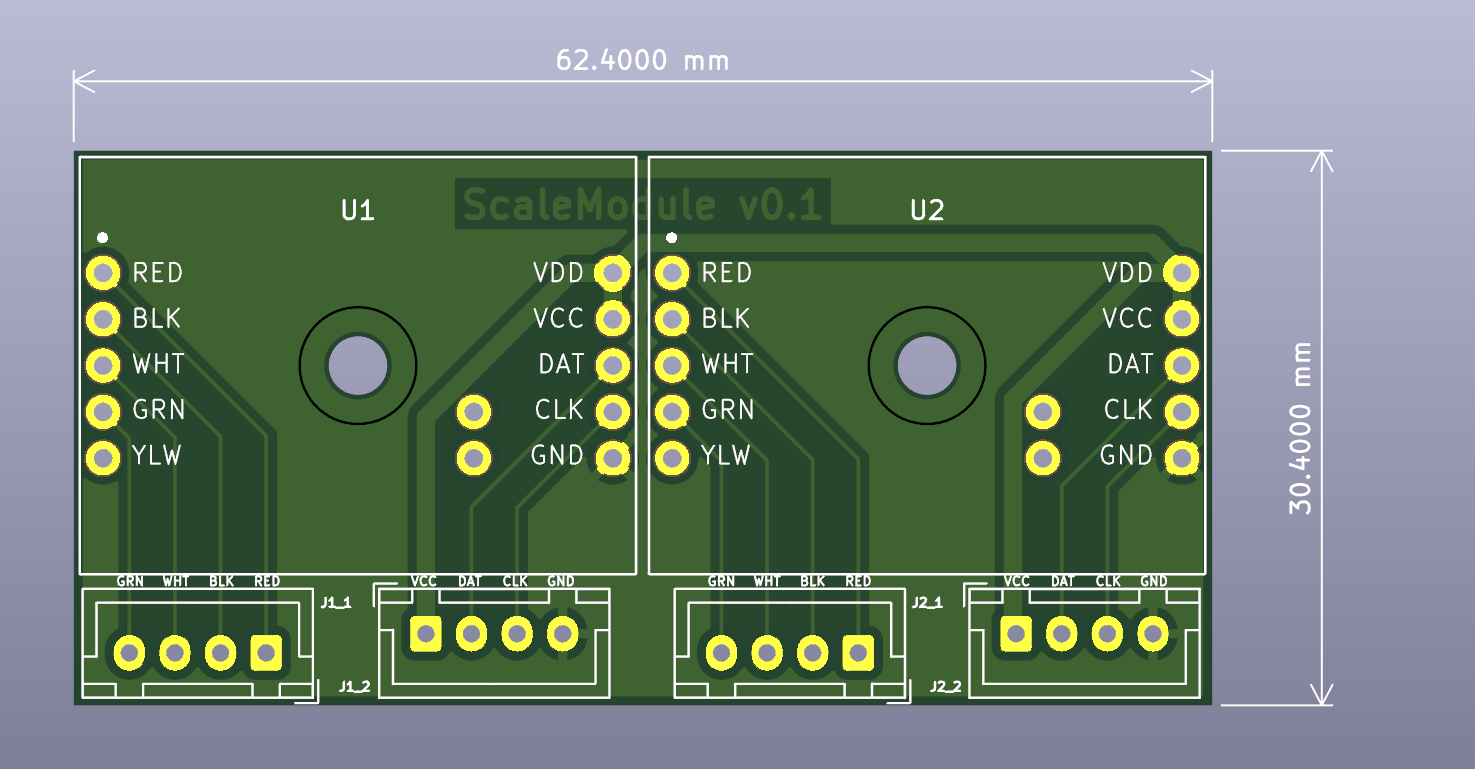 62.4000 mm
ScaleModule v0.1
U1
U2
RED
VDD
RED
VDD
BLK
VCC
BLK
VCC
WHT
DAT
WHT
DAT
GRN
CLK
GRN
CLK
YLW
GND
YLW
GND
30.4000 mm
GRN WHT BLK RED
VCC DAT CLK GND
GRN WHT BLK RED
VCC DAT CLK GND
J1_1
J2_1
J1_2
J2_2